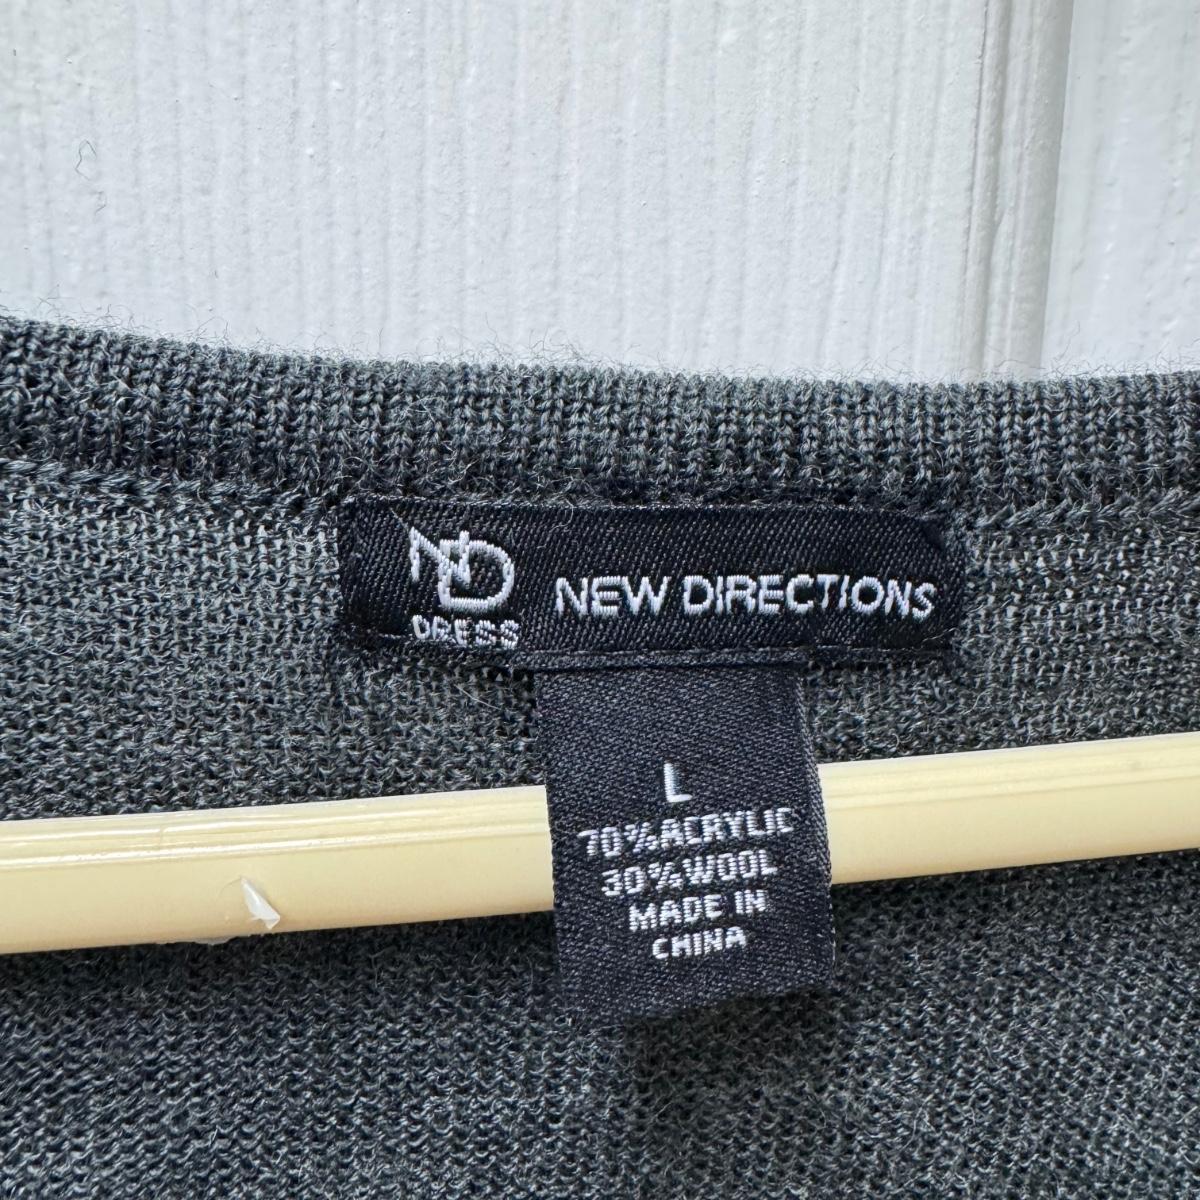 ND
DRESS
NEW DIRECTIONS
L
70%ACRYLIC
30%WOOL
MADE IN
CHINA